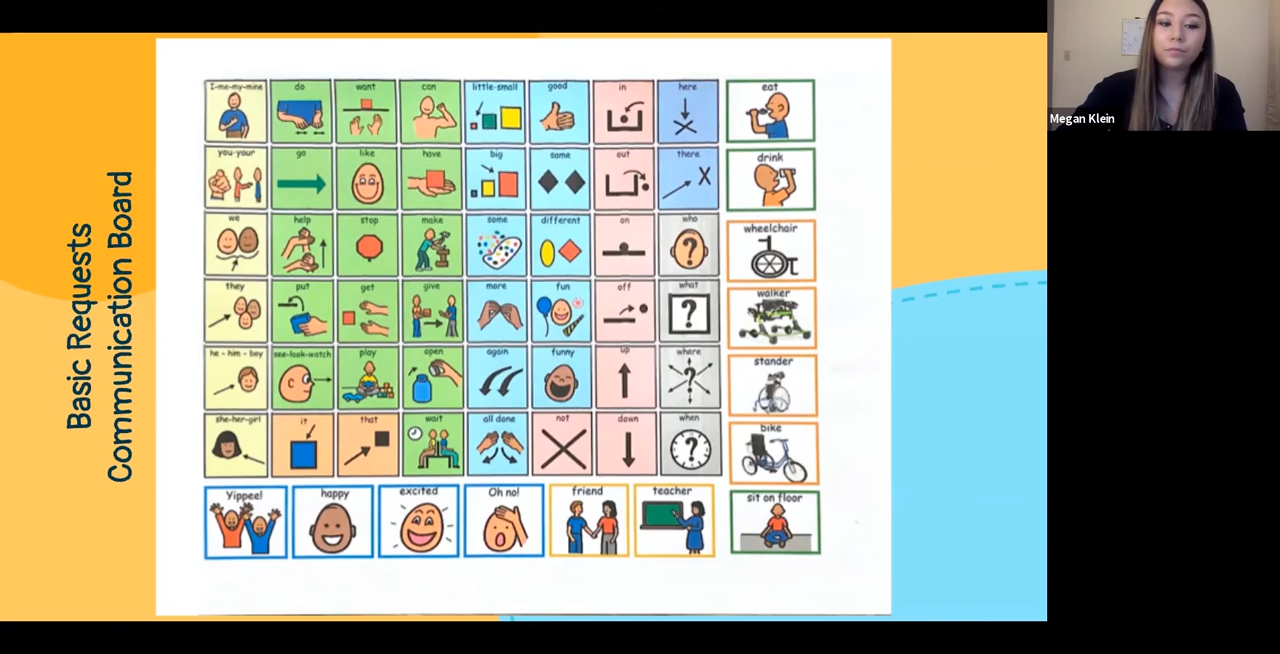 Basic Requests
Communication Board
I-me-my-mine do want can little-small good in here eat
you-your go like have big same out there drink
we help stop make some different on who wheelchair
they put get give more fun off what walker
he - him - boy see-look-watch play open again funny up where stander
she-her-girl it that wait all done not down when bike
Yippee! happy excited Oh no! friend teacher sit on floor
Megan Klein